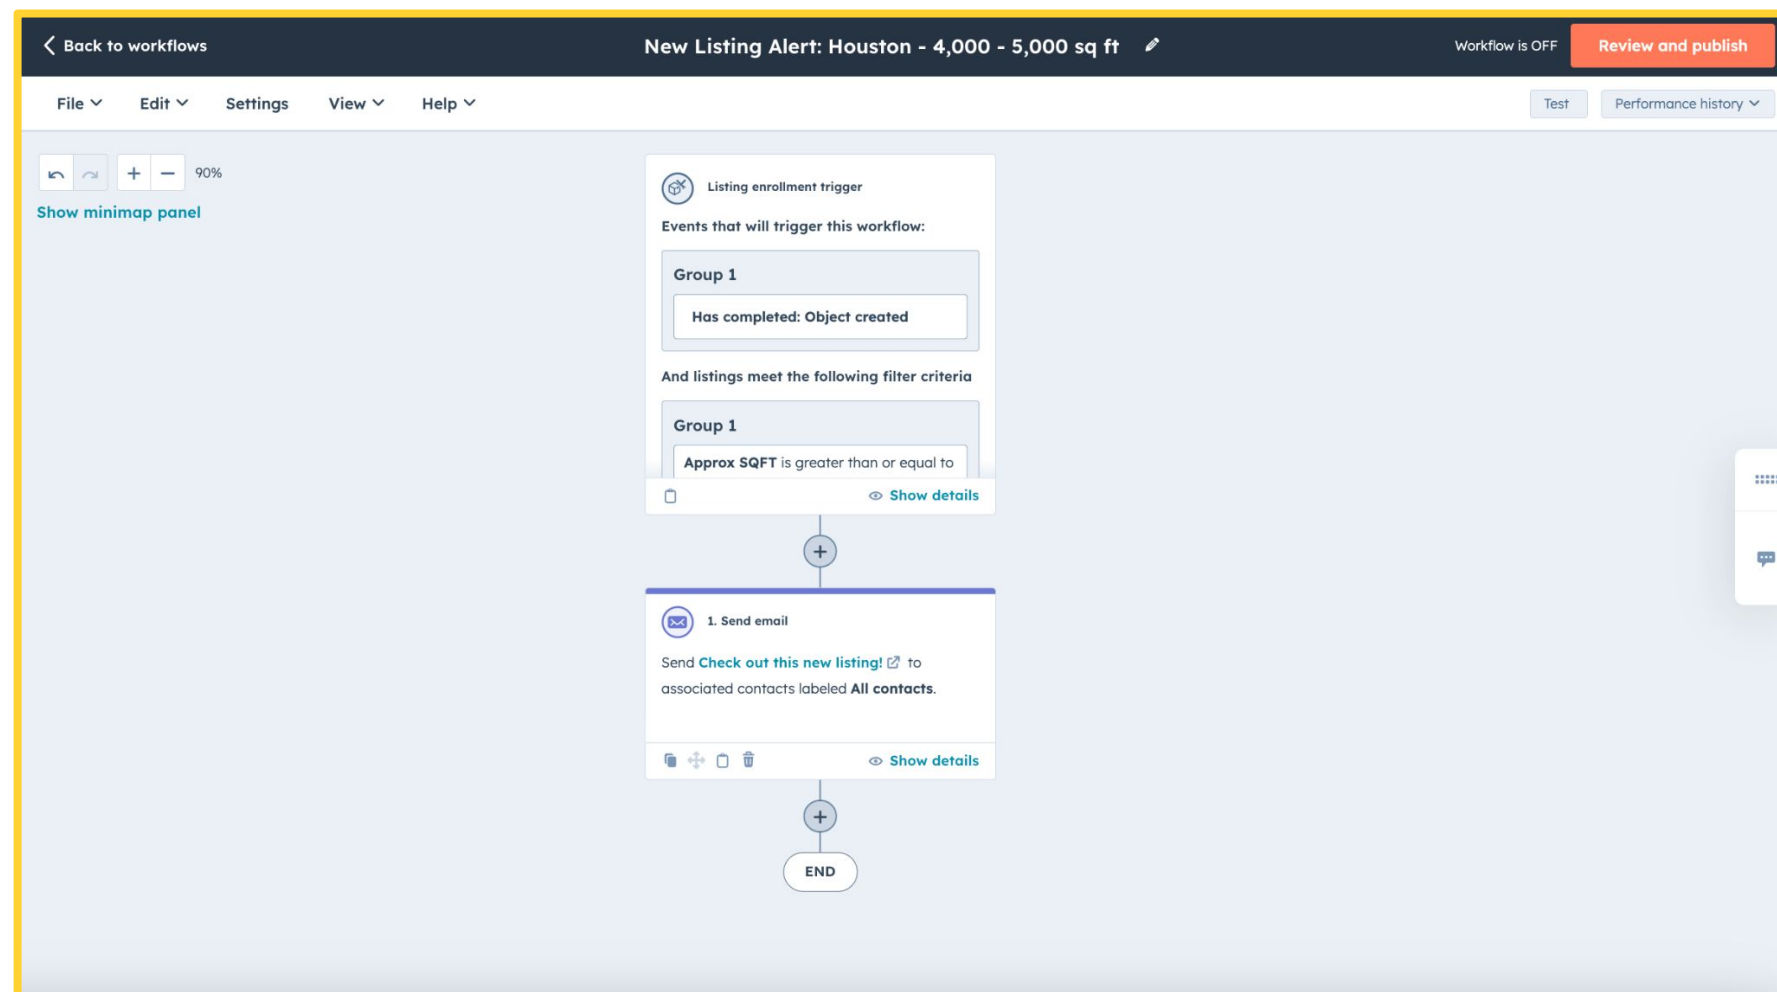 Back to workflows
New Listing Alert: Houston - 4,000 - 5,000 sq ft
Workflow is OFF
Review and publish
File
Edit
Settings
View
Help
Test
Performance history
90%
Show minimap panel
Listing enrollment trigger
Events that will trigger this workflow:
Group 1
Has completed: Object created
And listings meet the following filter criteria
Group 1
Approx SQFT is greater than or equal to
Show details
1. Send email
Send Check out this new listing! to
associated contacts labeled All contacts.
Show details
END